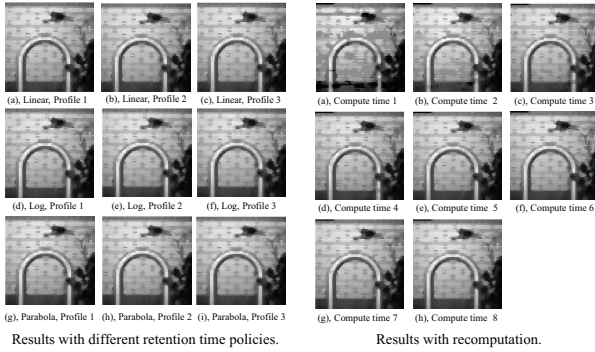 (a), Linear, Profile 1
(b), Linear, Profile 2
(c), Linear, Profile 3
(d), Log, Profile 1
(e), Log, Profile 2
(f), Log, Profile 3
(g), Parabola, Profile 1
(h), Parabola, Profile 2
(i), Parabola, Profile 3
Results with different retention time policies.
(a), Compute time 1
(b), Compute time 2
(c), Compute time 3
(d), Compute time 4
(e), Compute time 5
(f), Compute time 6
(g), Compute time 7
(h), Compute time 8
Results with recomputation.